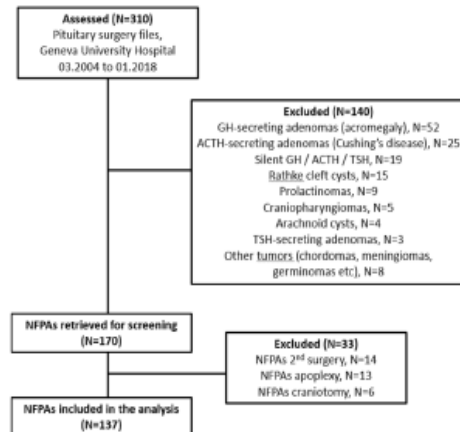 Assessed (N=310)
Pituitary surgery files,
Geneva University Hospital
03.2004 to 01.2018
Excluded (N=140)
GH-secreting adenomas (acromegaly), N=52
ACTH-secreting adenomas (Cushing's disease), N=25
Silent GH / ACTH / TSH, N=19
Rathke cleft cysts, N=15
Prolactinomas, N=9
Craniopharyngiomas, N=5
Arachnoid cysts, N=4
TSH-secreting adenomas, N=3
Other tumors (chordomas, meningiomas,
germinomas etc), N=8
NFPAs retrieved for screening
(N=170)
Excluded (N=33)
NFPAs 2nd surgery, N=14
NFPAs apoplexy, N=13
NFPAs craniotomy, N=6
NFPAs included in the analysis
(N=137)